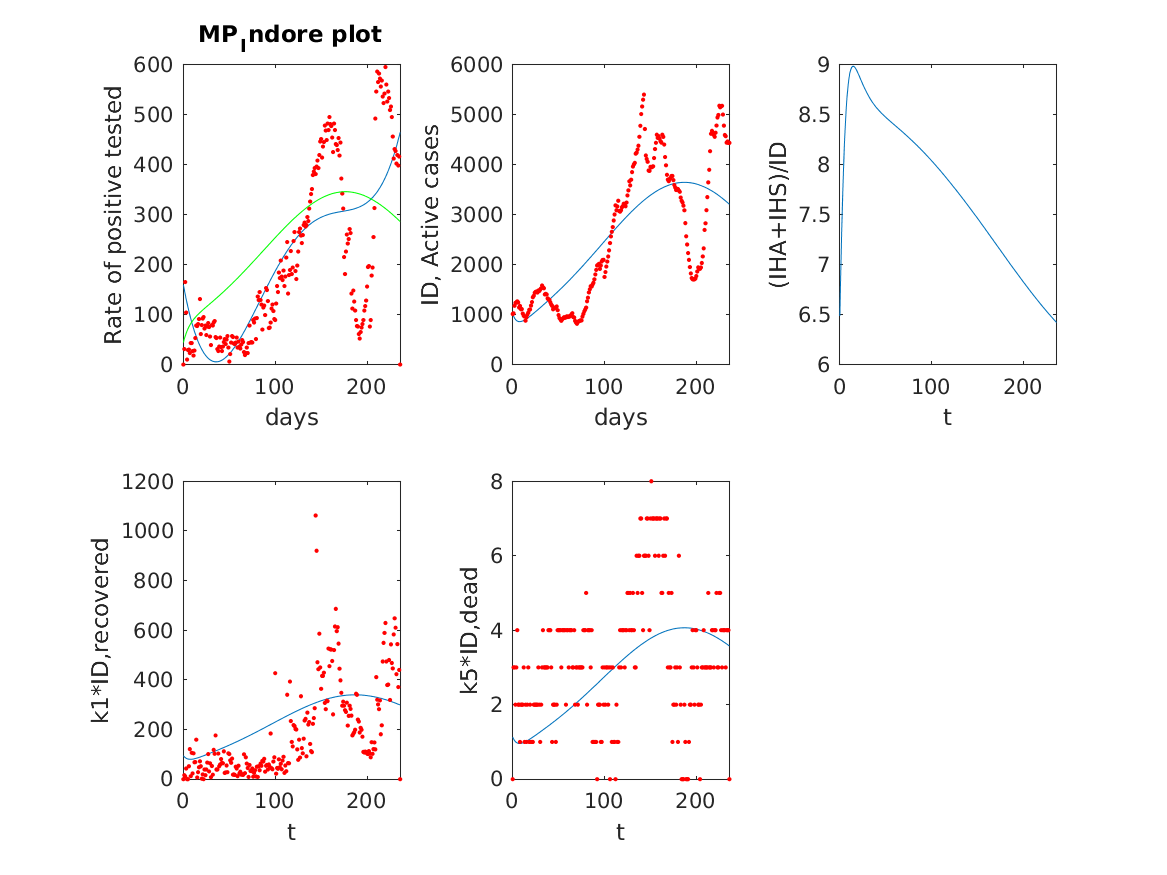 MP_Indore plot
600
500
400
300
200
100
0
Rate of positive tested
0 100 200
days
6000
5000
4000
3000
2000
1000
0
ID, Active cases
0 100 200
days
9
8.5
8
7.5
7
6.5
6
(IHA+IHS)/ID
0 100 200
t
1200
1000
800
600
400
200
0
k1*ID,recovered
0 100 200
t
8
6
4
2
0
k5*ID,dead
0 100 200
t